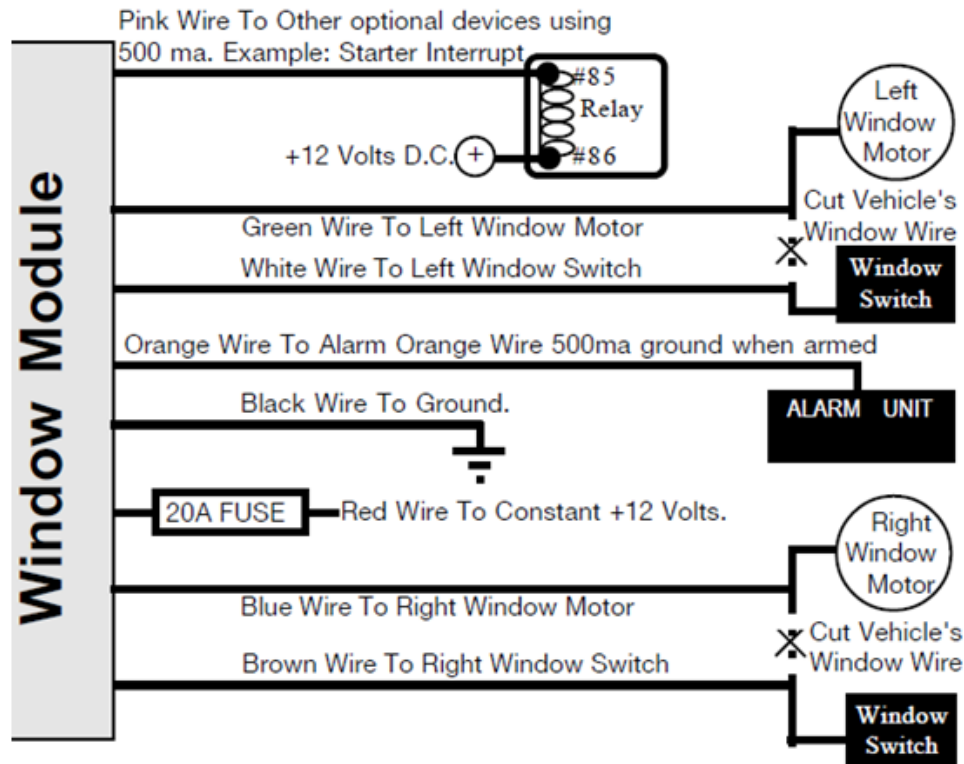 Pink Wire To Other optional devices using
500 ma. Example: Starter Interrupt
#85
Relay
+12 Volts D.C.
+
#86
Left
Window
Motor
Green Wire To Left Window Motor
Cut Vehicle's
Window Wire
White Wire To Left Window Switch
Window
Switch
Orange Wire To Alarm Orange Wire 500ma ground when armed
ALARM UNIT
Black Wire To Ground.
20A FUSE
Red Wire To Constant +12 Volts.
Right
Window
Motor
Blue Wire To Right Window Motor
Cut Vehicle's
Window Wire
Brown Wire To Right Window Switch
Window
Switch
Window Module